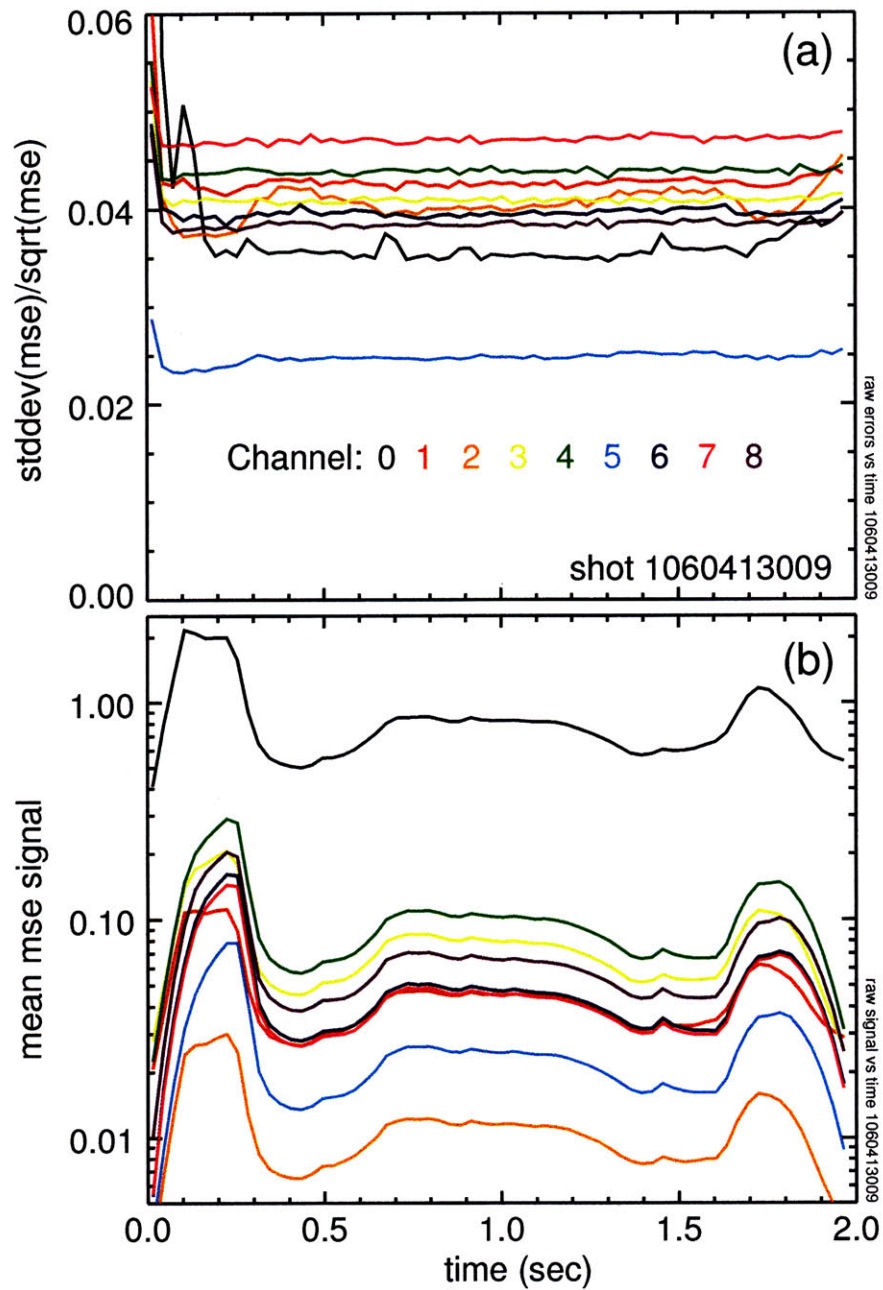 (a)
0.06
0.04
0.02
0.00
stddev(mse)/sqrt(mse)
Channel: 0 1 2 3 4 5 6 7 8
shot 1060413009
raw errors vs time 1060413009
(b)
1.00
0.10
0.01
mean mse signal
raw signal vs time 1060413009
0.0 0.5 1.0 1.5 2.0
time (sec)